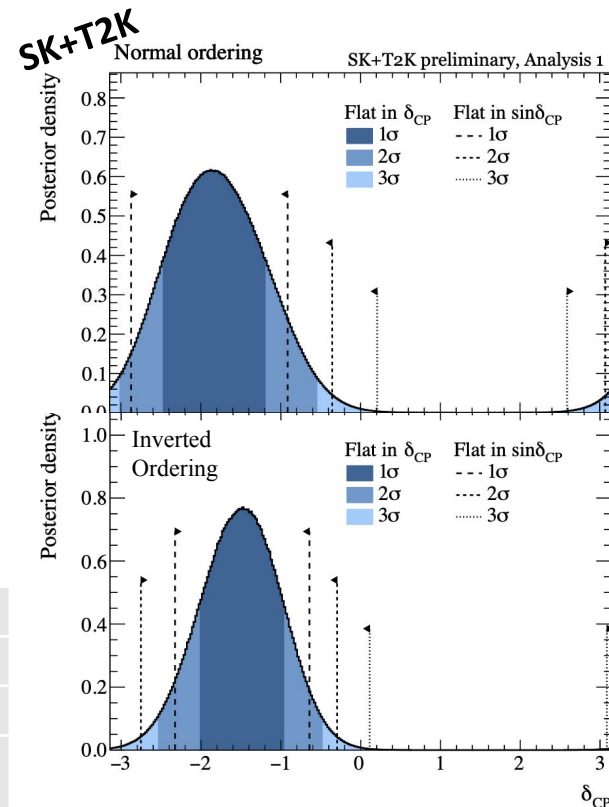 SK+T2K
Normal ordering
SK+T2K preliminary, Analysis 1
Posterior density
0.8
0.7
0.6
0.5
0.4
0.3
0.2
0.1
0.0
Flat in δCP
1σ
2σ
3σ
Flat in sinδCP
1σ
2σ
3σ
Inverted
Ordering
Posterior density
1.0
0.8
0.6
0.4
0.2
0.0
Flat in δCP
1σ
2σ
3σ
Flat in sinδCP
1σ
2σ
3σ
−3 −2 −1 0 1 2 3
δCP